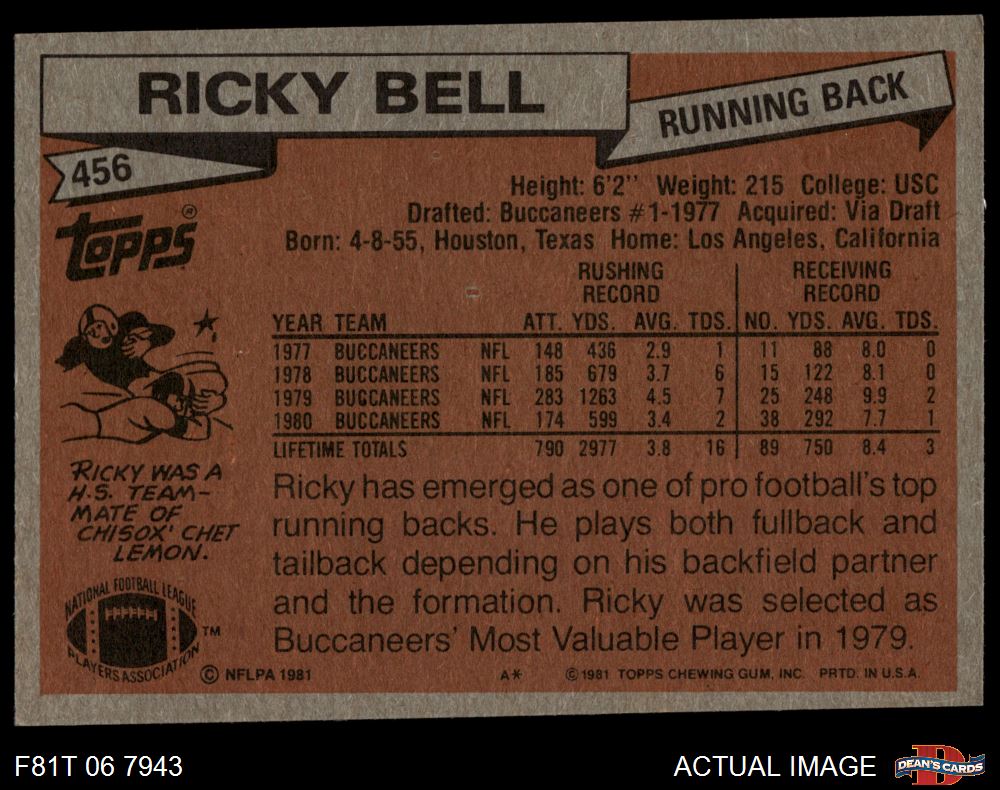 RICKY BELL
RUNNING BACK
456
Topps®
Height: 6'2" Weight: 215 College: USC
Drafted: Buccaneers #1-1977 Acquired: Via Draft
Born: 4-8-55, Houston, Texas Home: Los Angeles, California
RUSHING RECORD RECEIVING RECORD
YEAR TEAM ATT. YDS. AVG. TDS. NO. YDS. AVG. TDS.
1977 BUCCANEERS NFL 148 436 2.9 1 11 88 8.0 0
1978 BUCCANEERS NFL 185 679 3.7 6 15 122 8.1 0
1979 BUCCANEERS NFL 283 1263 4.5 7 25 248 9.9 2
1980 BUCCANEERS NFL 174 599 3.4 2 38 292 7.7 1
LIFETIME TOTALS 790 2977 3.8 16 89 750 8.4 3
RICKY WAS A
H.S. TEAM-
MATE OF
CHISOX' CHET
LEMON.
Ricky has emerged as one of pro football's top
running backs. He plays both fullback and
tailback depending on his backfield partner
and the formation. Ricky was selected as
Buccaneers' Most Valuable Player in 1979.
NATIONAL FOOTBALL LEAGUE
PLAYERS ASSOCIATION
TM
© NFLPA 1981 A* © 1981 TOPPS CHEWING GUM, INC. PRTD. IN U.S.A.
F81T 06 7943 ACTUAL IMAGE D DEAN'S CARDS